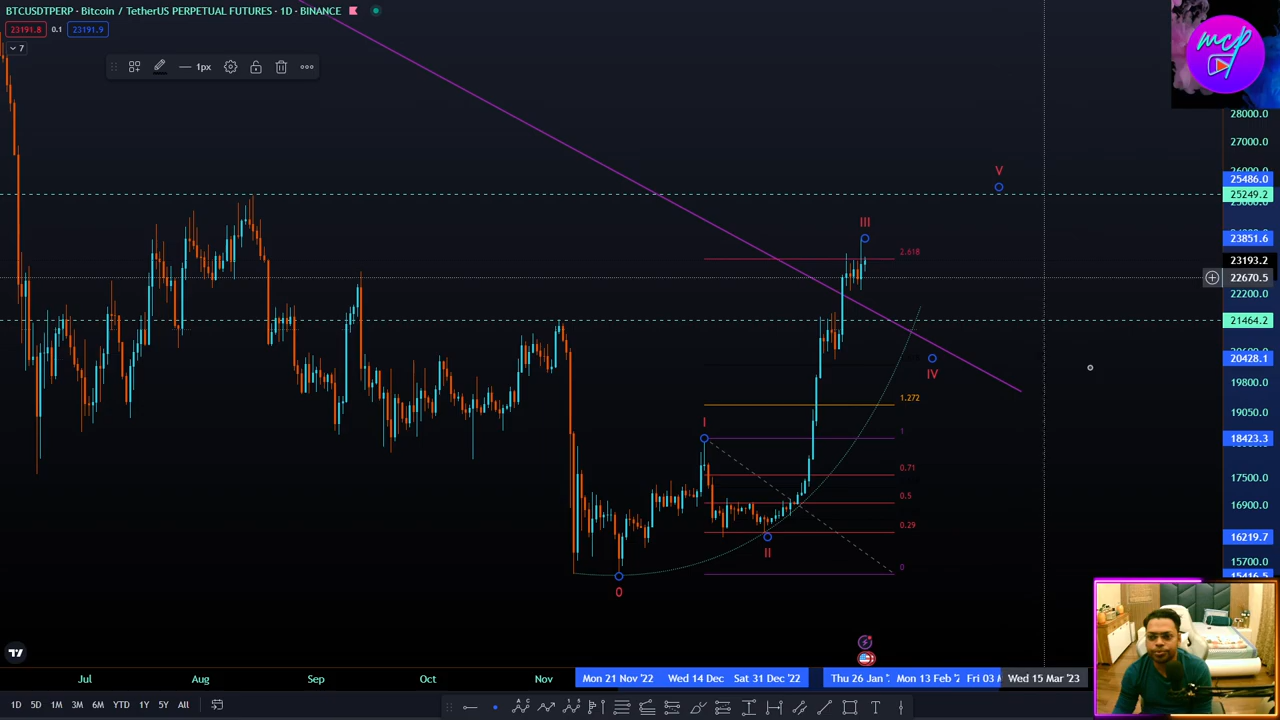 BTCUSDTPERP · Bitcoin / TetherUS PERPETUAL FUTURES · 1D · BINANCE
23191.8 0.1 23191.9
7
1px
mcp
28000.0
27000.0
25486.0
25249.2
23851.6
23193.2
22670.5
22200.0
21464.2
20428.1
19800.0
19050.0
18423.3
17500.0
16900.0
16219.7
15700.0
15416.5
V
III
2.618
IV
1.272
I
1
0.71
0.5
0.29
II
0
0
Jul Aug Sep Oct Nov Mon 21 Nov '22 Wed 14 Dec Sat 31 Dec '22 Thu 26 Jan Mon 13 Feb Fri 03 Wed 15 Mar '23
1D 5D 1M 3M 6M YTD 1Y 5Y All